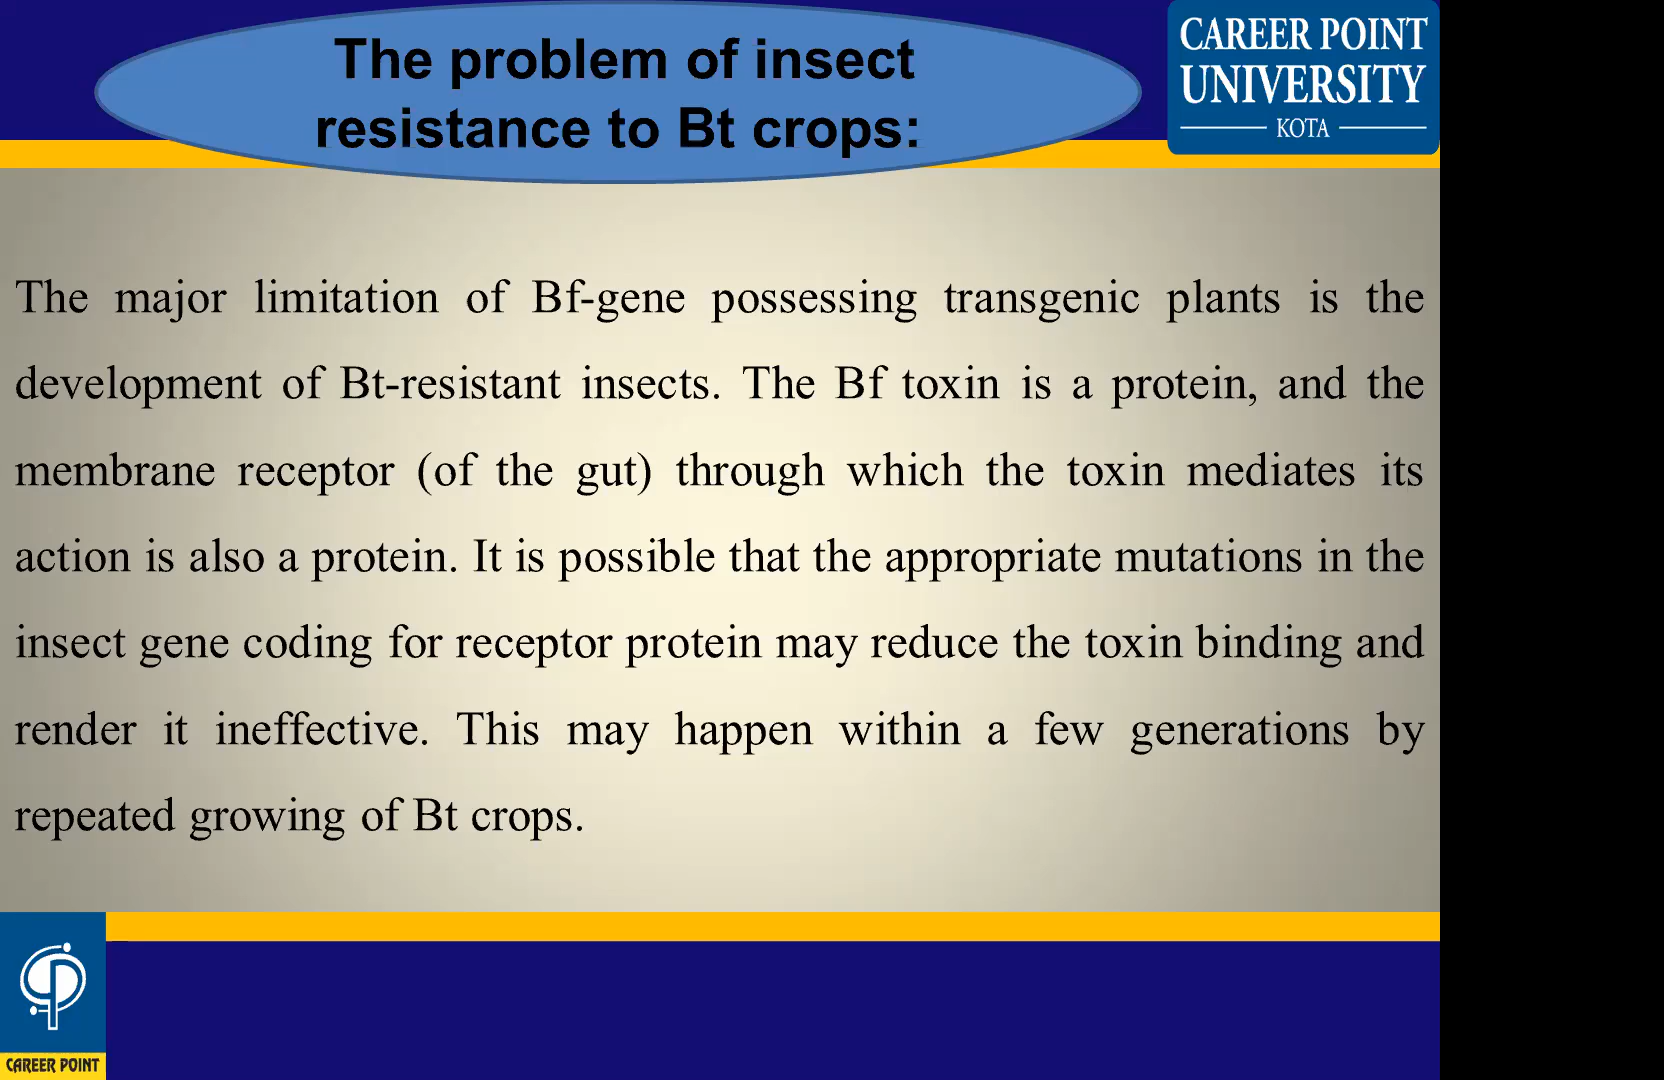 The problem of insect
resistance to Bt crops:
CAREER POINT
UNIVERSITY
KOTA
The major limitation of Bf-gene possessing transgenic plants is the
development of Bt-resistant insects. The Bf toxin is a protein, and the
membrane receptor (of the gut) through which the toxin mediates its
action is also a protein. It is possible that the appropriate mutations in the
insect gene coding for receptor protein may reduce the toxin binding and
render it ineffective. This may happen within a few generations by
repeated growing of Bt crops.
CAREER POINT